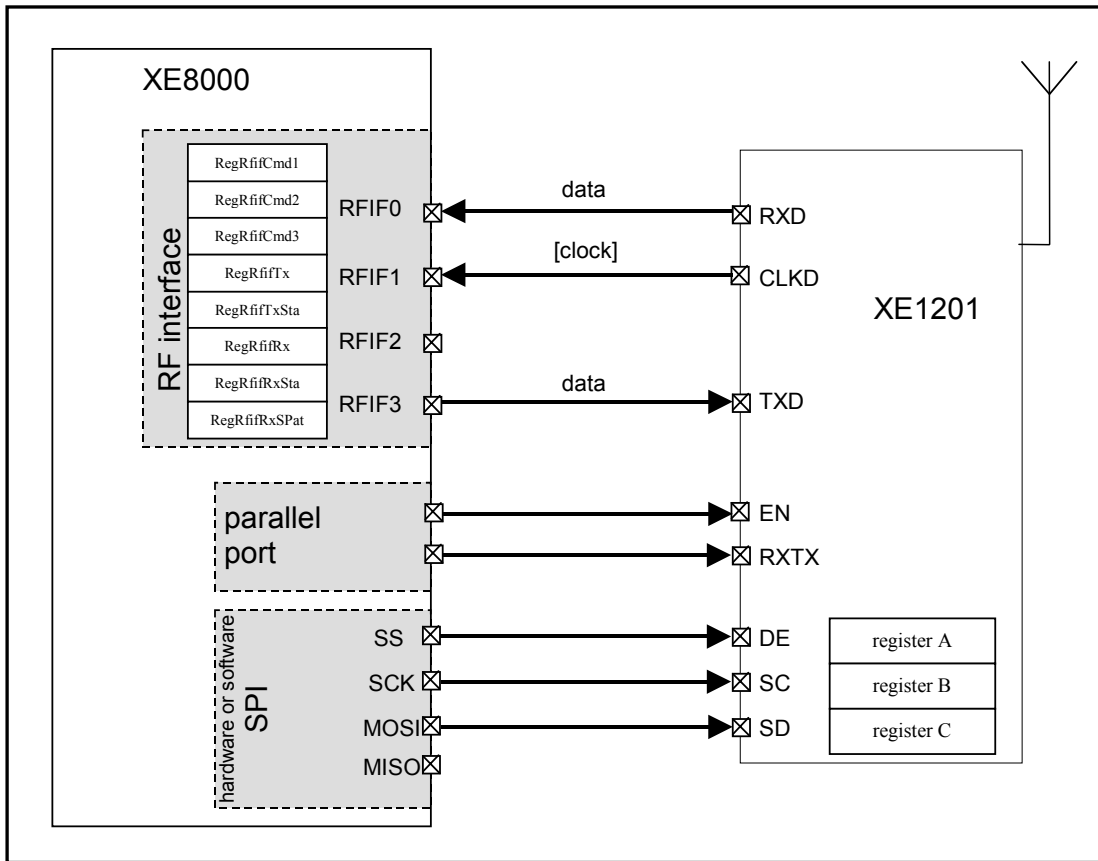 XE8000
RF interface
RegRfifCmd1
RegRfifCmd2
RegRfifCmd3
RegRfifTx
RegRfifTxSta
RegRfifRx
RegRfifRxSta
RegRfifRxSPat
RFIF0
RFIF1
RFIF2
RFIF3
data
[clock]
data
RXD
CLKD
TXD
XE1201
parallel
port
EN
RXTX
hardware or software
SPI
SS
SCK
MOSI
MISO
DE
SC
SD
register A
register B
register C